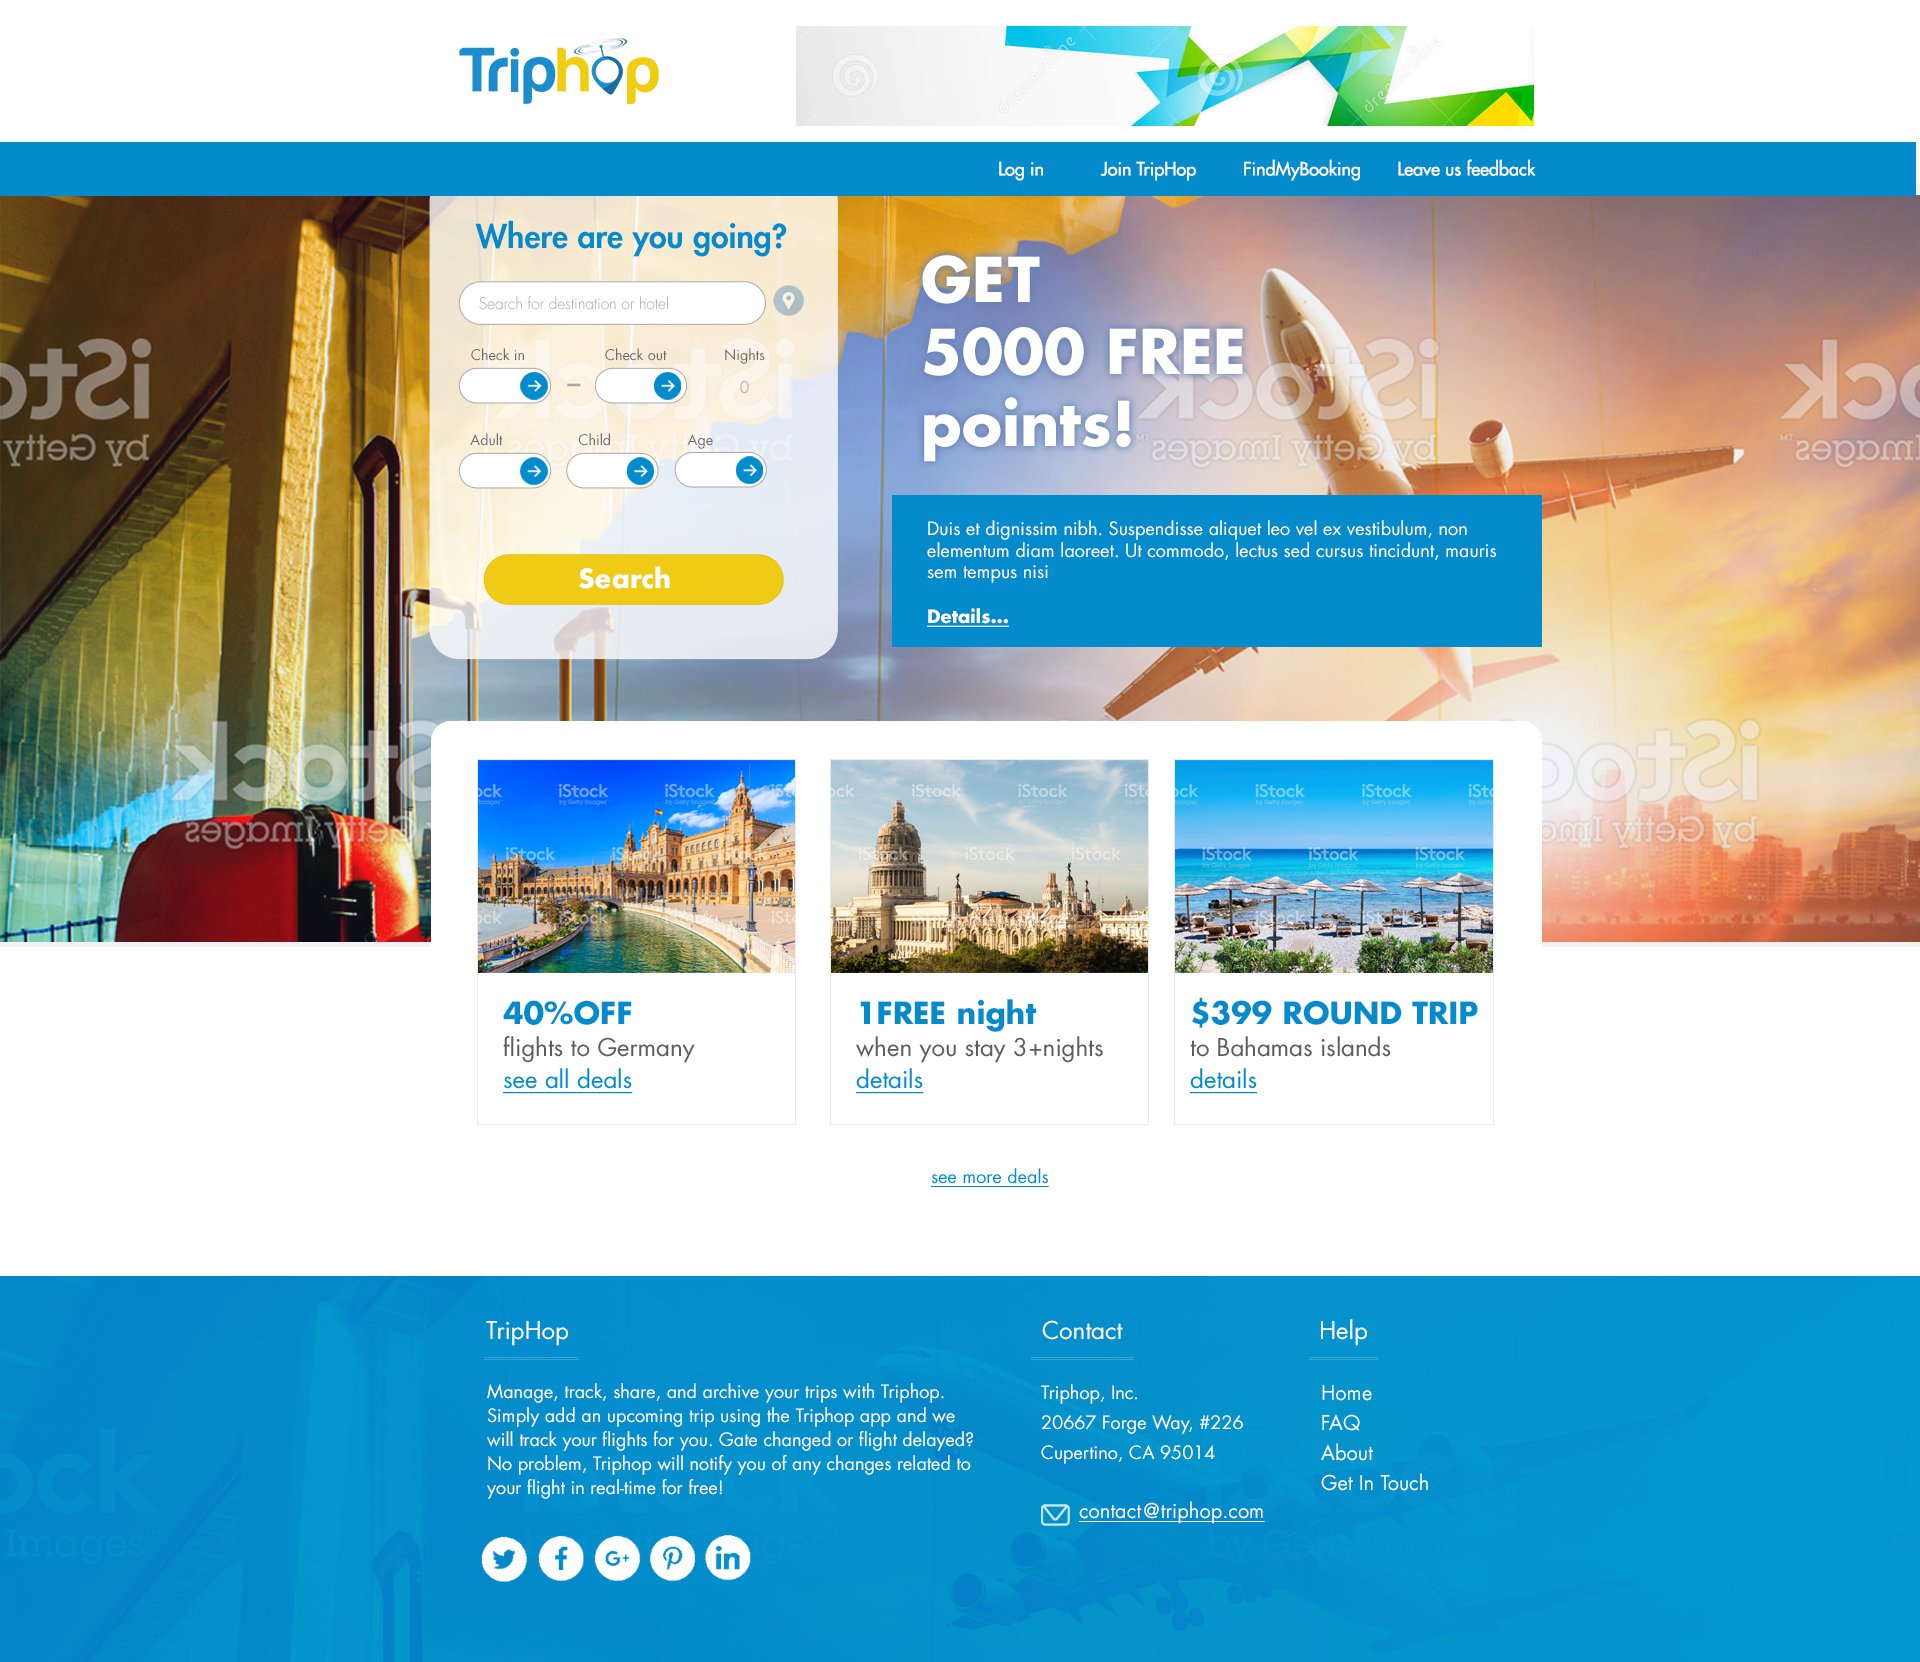 Triphop
Log in
Join TripHop
FindMyBooking
Leave us feedback
Where are you going?
Search for destination or hotel
Check in
Check out
Nights
0
Adult
Child
Age
Search
GET
5000 FREE
points!
Duis et dignissim nibh. Suspendisse aliquet leo vel ex vestibulum, non
elementum diam laoreet. Ut commodo, lectus sed cursus tincidunt, mauris
sem tempus nisi
Details...
iStock
by Getty Images
40%OFF
flights to Germany
see all deals
1FREE night
when you stay 3+nights
details
$399 ROUND TRIP
to Bahamas islands
details
see more deals
TripHop
Manage, track, share, and archive your trips with Triphop.
Simply add an upcoming trip using the Triphop app and we
will track your flights for you. Gate changed or flight delayed?
No problem, Triphop will notify you of any changes related to
your flight in real-time for free!
Contact
Triphop, Inc.
20667 Forge Way, #226
Cupertino, CA 95014
contact@triphop.com
Help
Home
FAQ
About
Get In Touch